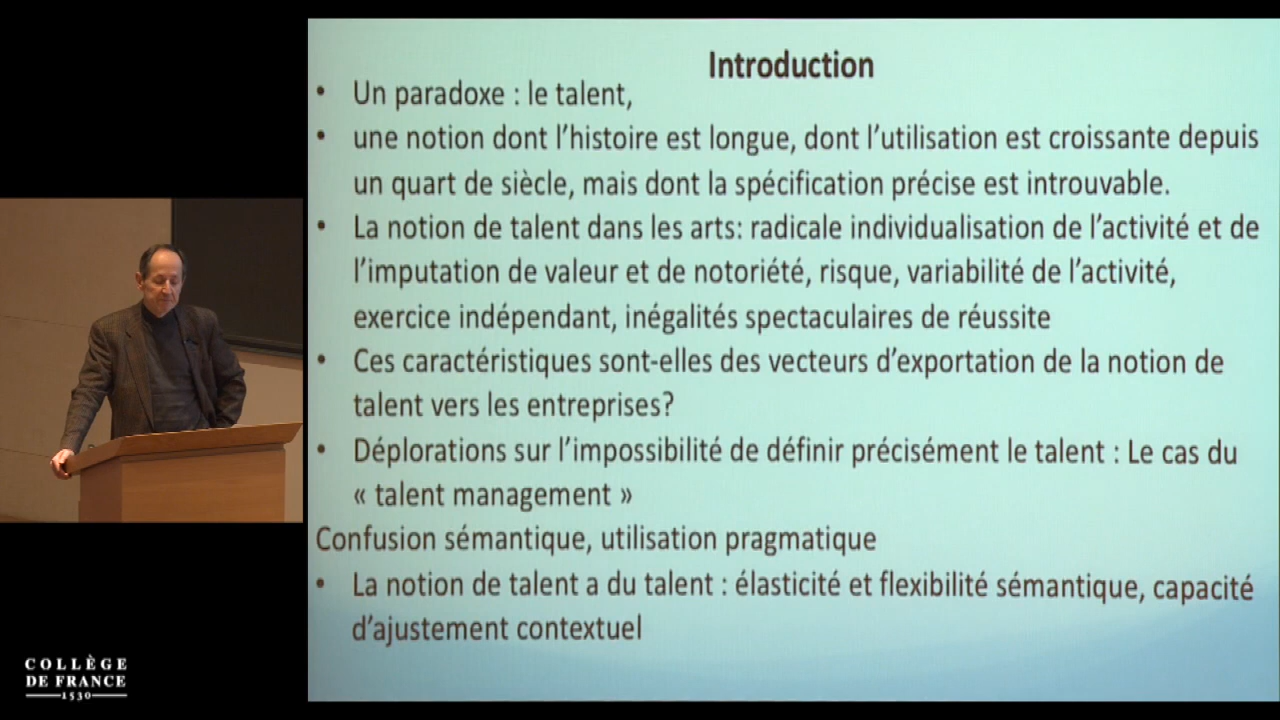 Introduction
• Un paradoxe : le talent,
• une notion dont l’histoire est longue, dont l’utilisation est croissante depuis
un quart de siècle, mais dont la spécification précise est introuvable.
• La notion de talent dans les arts: radicale individualisation de l’activité et de
l’imputation de valeur et de notoriété, risque, variabilité de l’activité,
exercice indépendant, inégalités spectaculaires de réussite
• Ces caractéristiques sont-elles des vecteurs d’exportation de la notion de
talent vers les entreprises?
• Déplorations sur l’impossibilité de définir précisément le talent : Le cas du
« talent management »
Confusion sémantique, utilisation pragmatique
• La notion de talent a du talent : élasticité et flexibilité sémantique, capacité
d’ajustement contextuel
COLLÈGE
DE FRANCE
1530